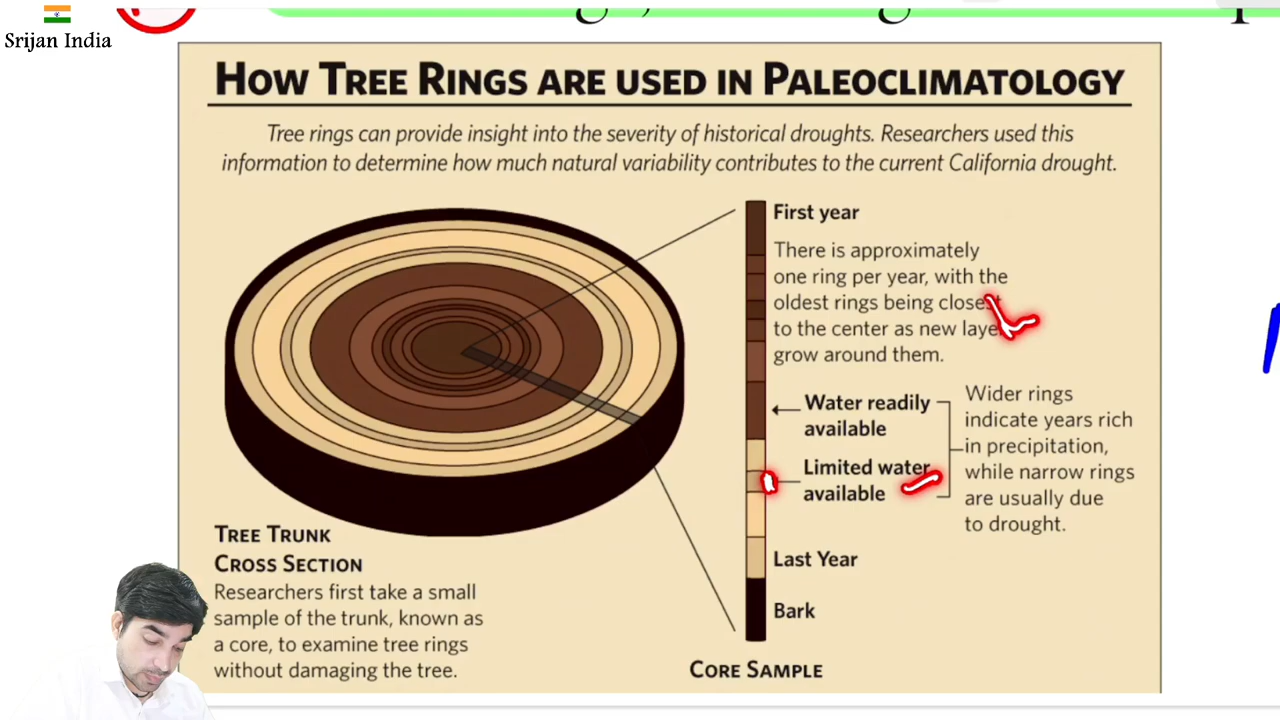 Srijan India
HOW TREE RINGS ARE USED IN PALEOCLIMATOLOGY
Tree rings can provide insight into the severity of historical droughts. Researchers used this
information to determine how much natural variability contributes to the current California drought.
First year
There is approximately
one ring per year, with the
oldest rings being closest
to the center as new layers
grow around them.
Water readily
available
Limited water
available
Wider rings
indicate years rich
in precipitation,
while narrow rings
are usually due
to drought.
Last Year
Bark
CORE SAMPLE
TREE TRUNK
CROSS SECTION
Researchers first take a small
sample of the trunk, known as
a core, to examine tree rings
without damaging the tree.